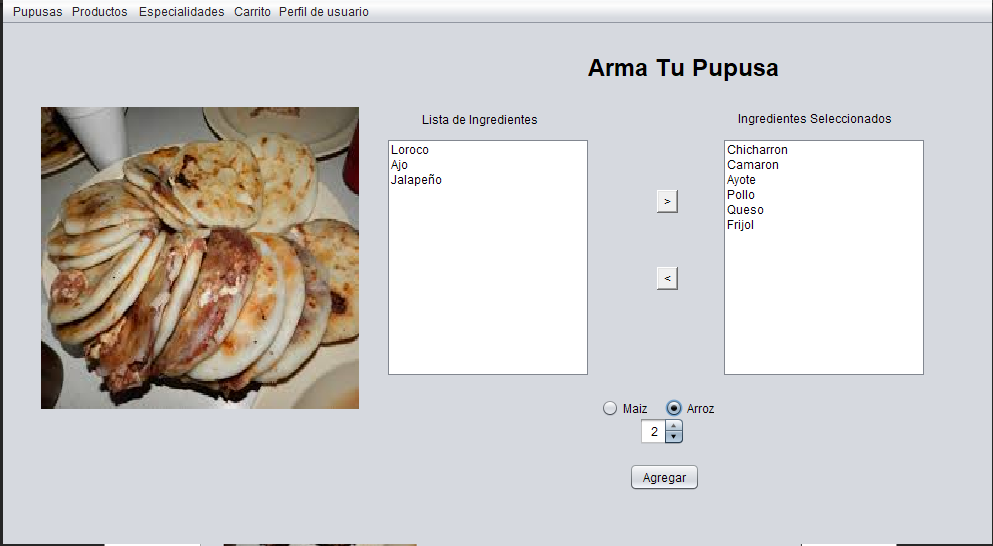 Pupusas Productos Especialidades Carrito Perfil de usuario
Arma Tu Pupusa
Lista de Ingredientes
Loroco
Ajo
Jalapeño
>
<
Ingredientes Seleccionados
Chicharron
Camaron
Ayote
Pollo
Queso
Frijol
Maiz Arroz
2
Agregar